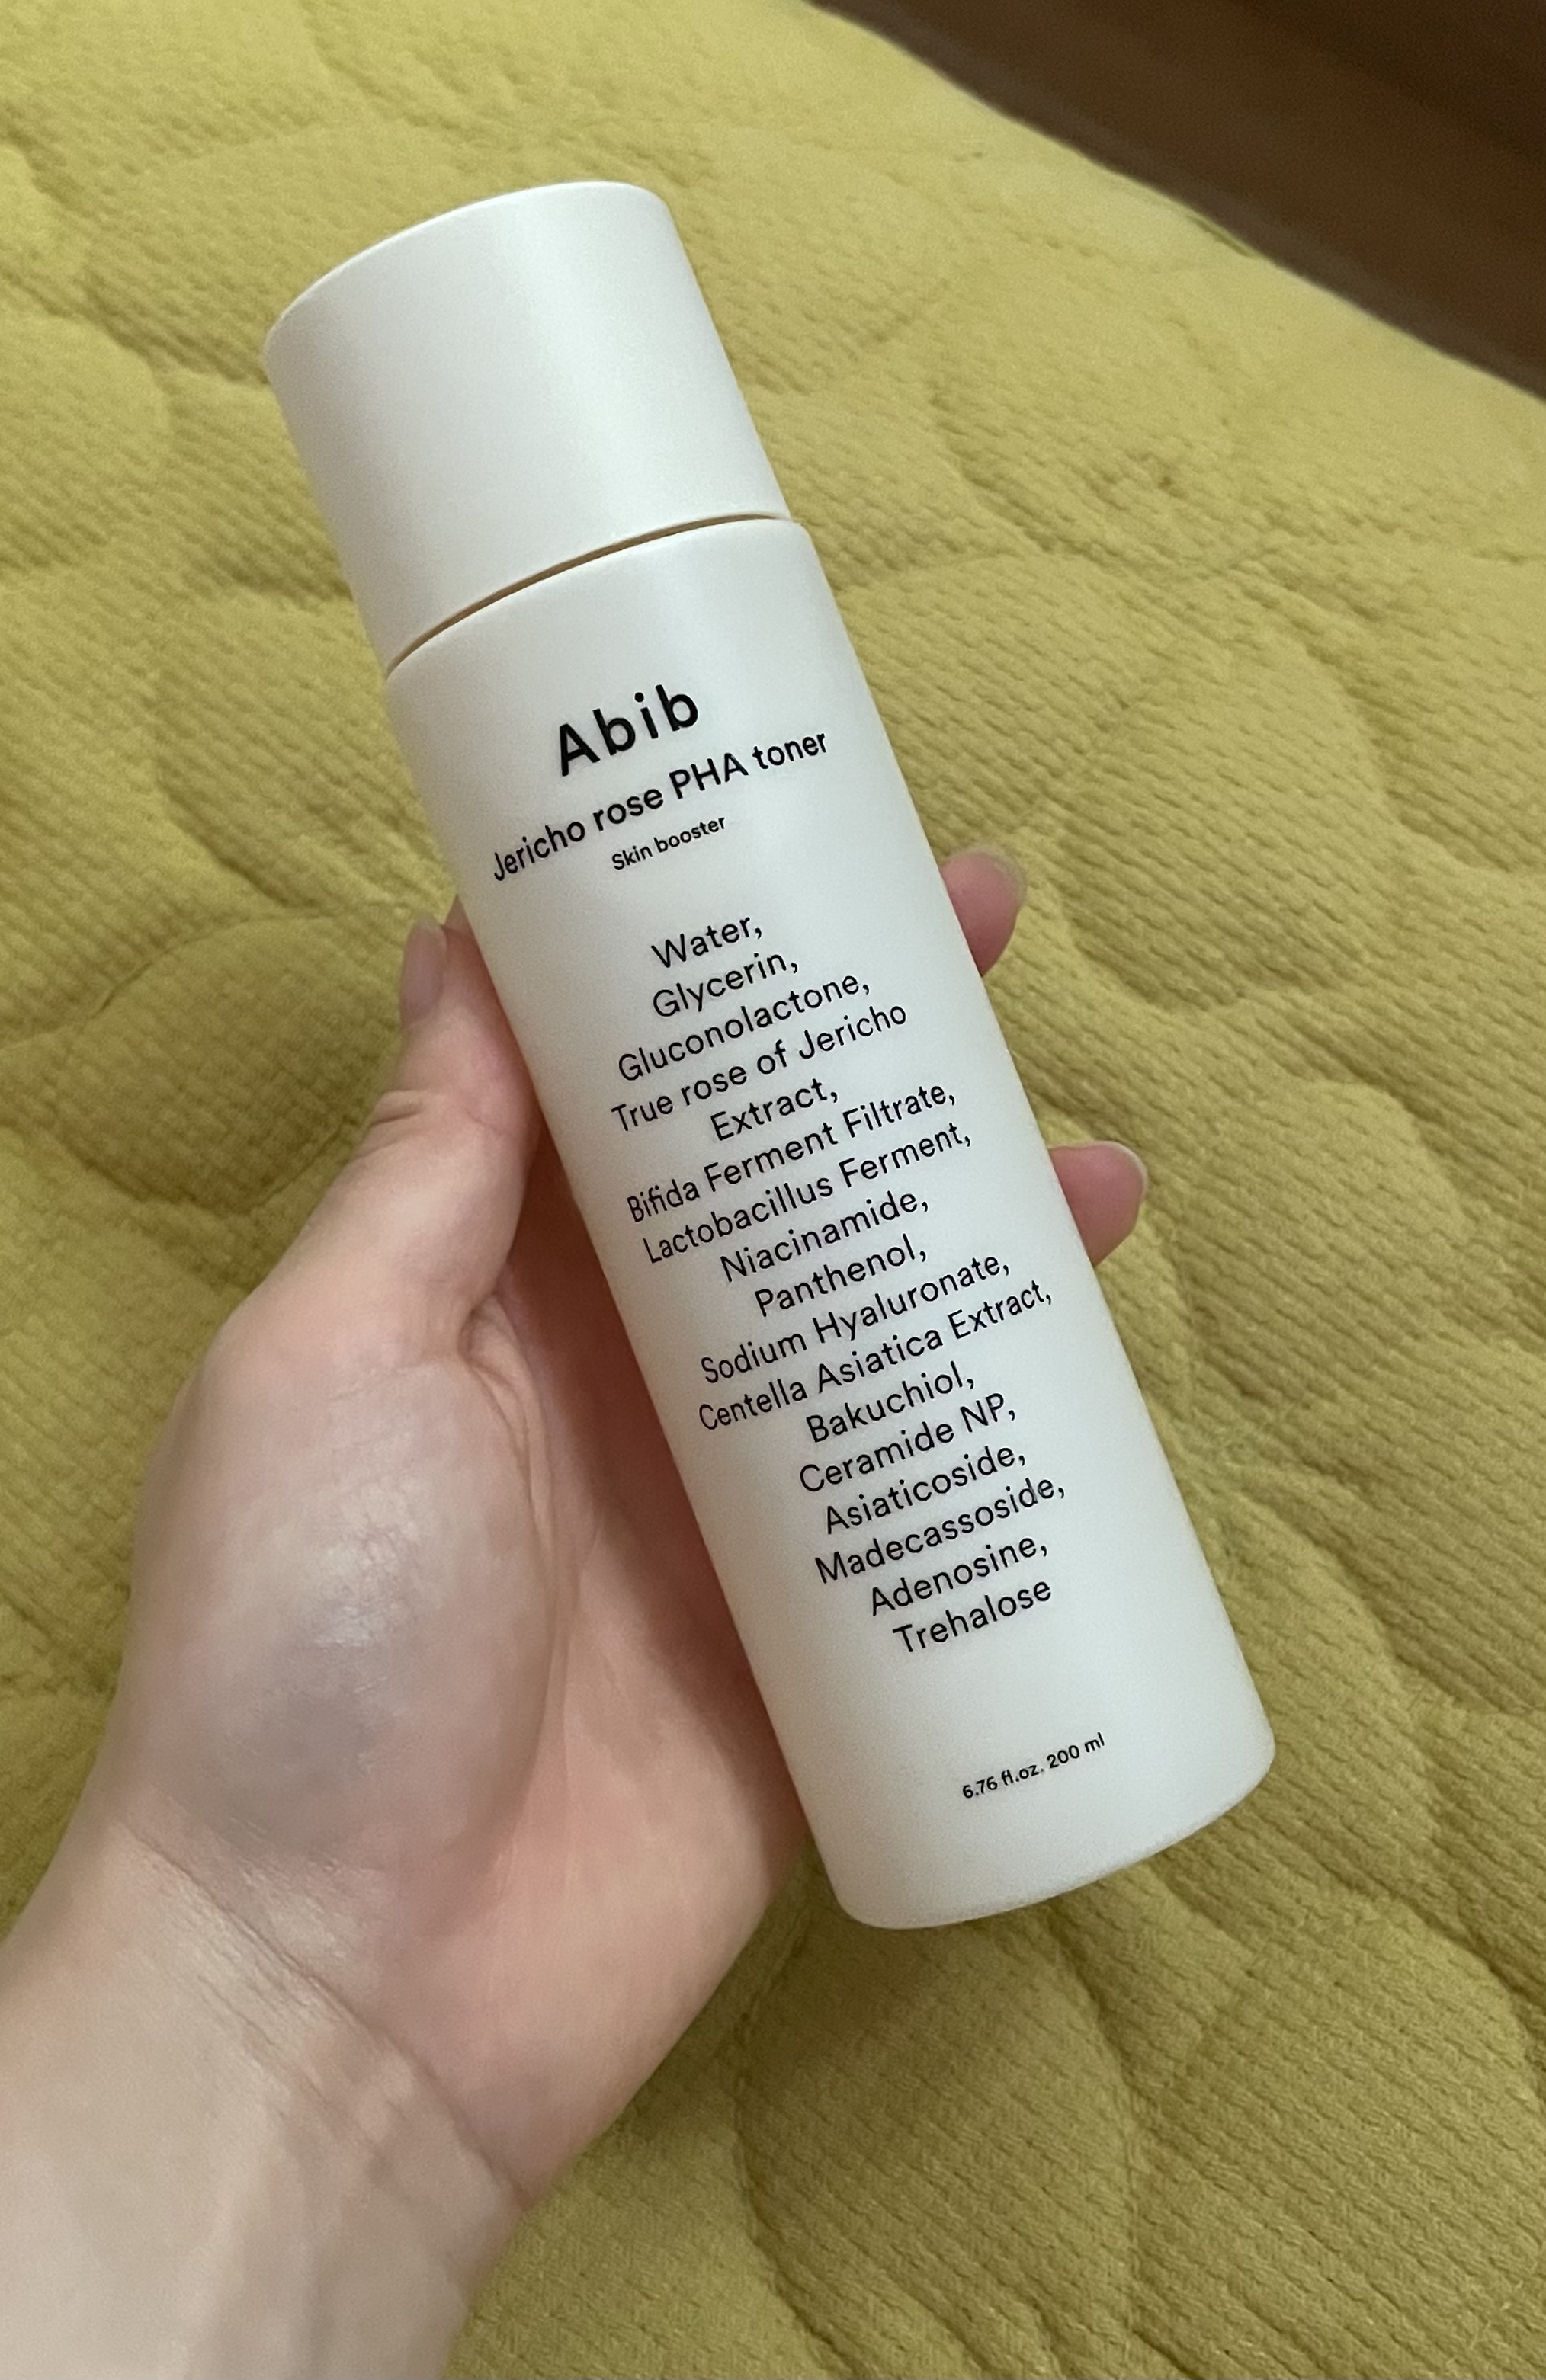 Abib
Jericho rose PHA toner
Skin booster
Water,
Glycerin,
Gluconolactone,
True rose of Jericho
Extract,
Bifida Ferment Filtrate,
Lactobacillus Ferment,
Niacinamide,
Panthenol,
Sodium Hyaluronate,
Centella Asiatica Extract,
Bakuchiol,
Ceramide NP,
Asiaticoside,
Madecassoside,
Adenosine,
Trehalose
6.76 fl.oz. 200 ml